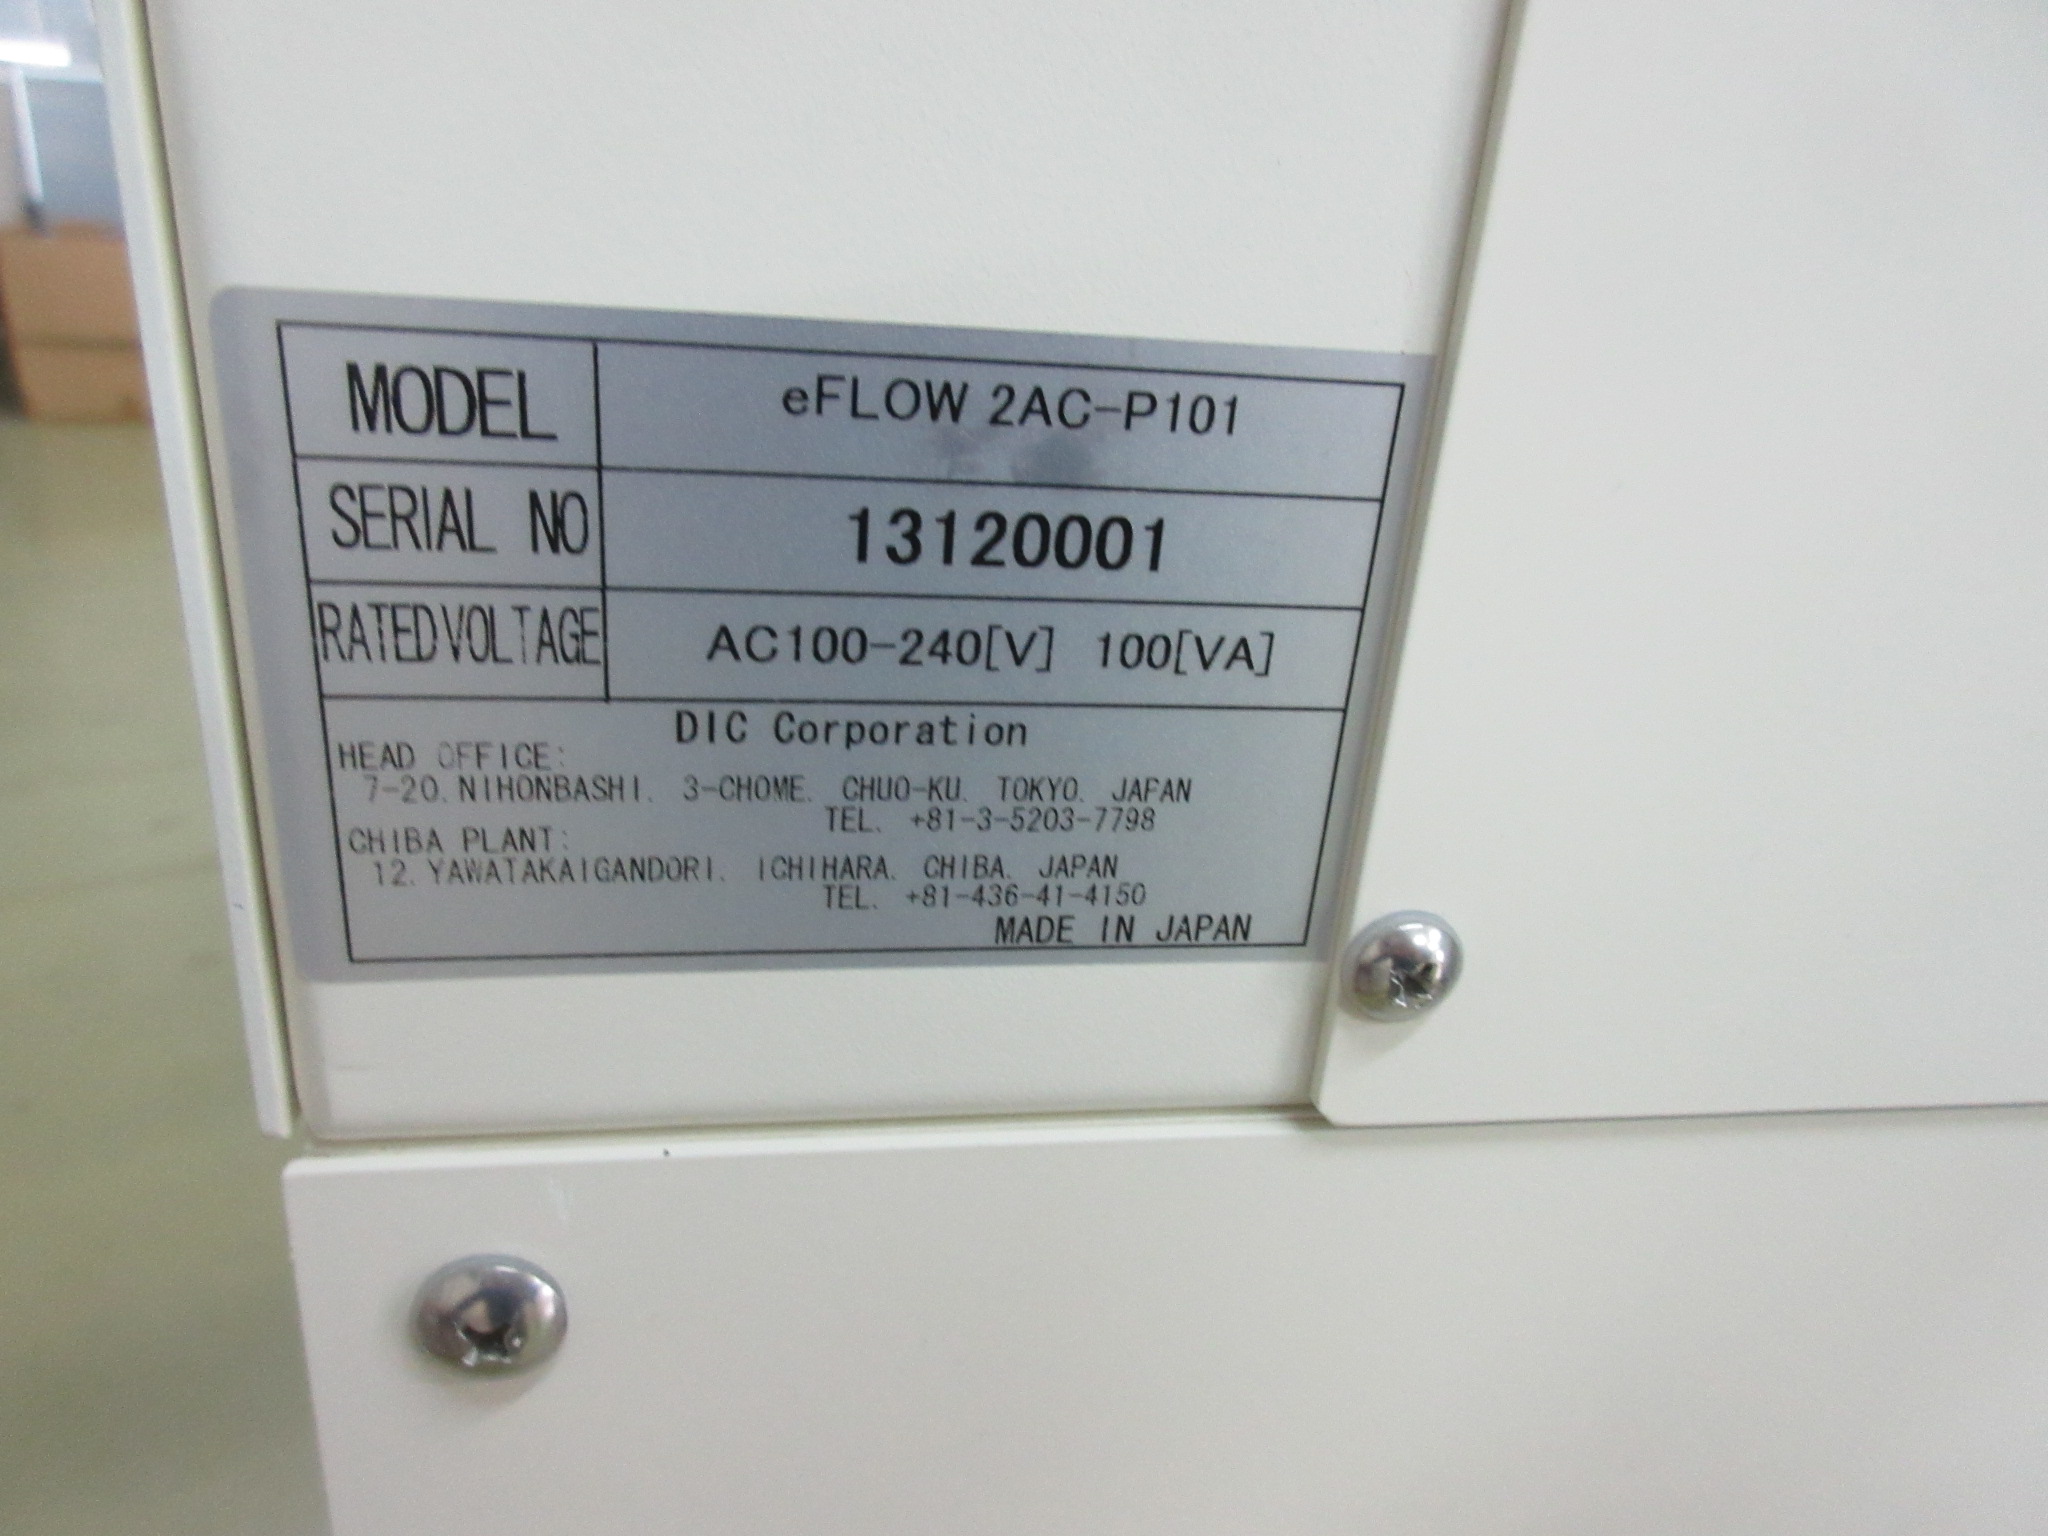 MODEL eFLOW 2AC-P101
SERIAL NO 13120001
RATED VOLTAGE AC100-240[V] 100[VA]
DIC Corporation
HEAD OFFICE:
7-20. NIHONBASHI. 3-CHOME. CHUO-KU. TOKYO. JAPAN
TEL. +81-3-5203-7798
CHIBA PLANT:
12. YAWATAKAIGANDORI. ICHIHARA. CHIBA. JAPAN
TEL. +81-436-41-4150
MADE IN JAPAN